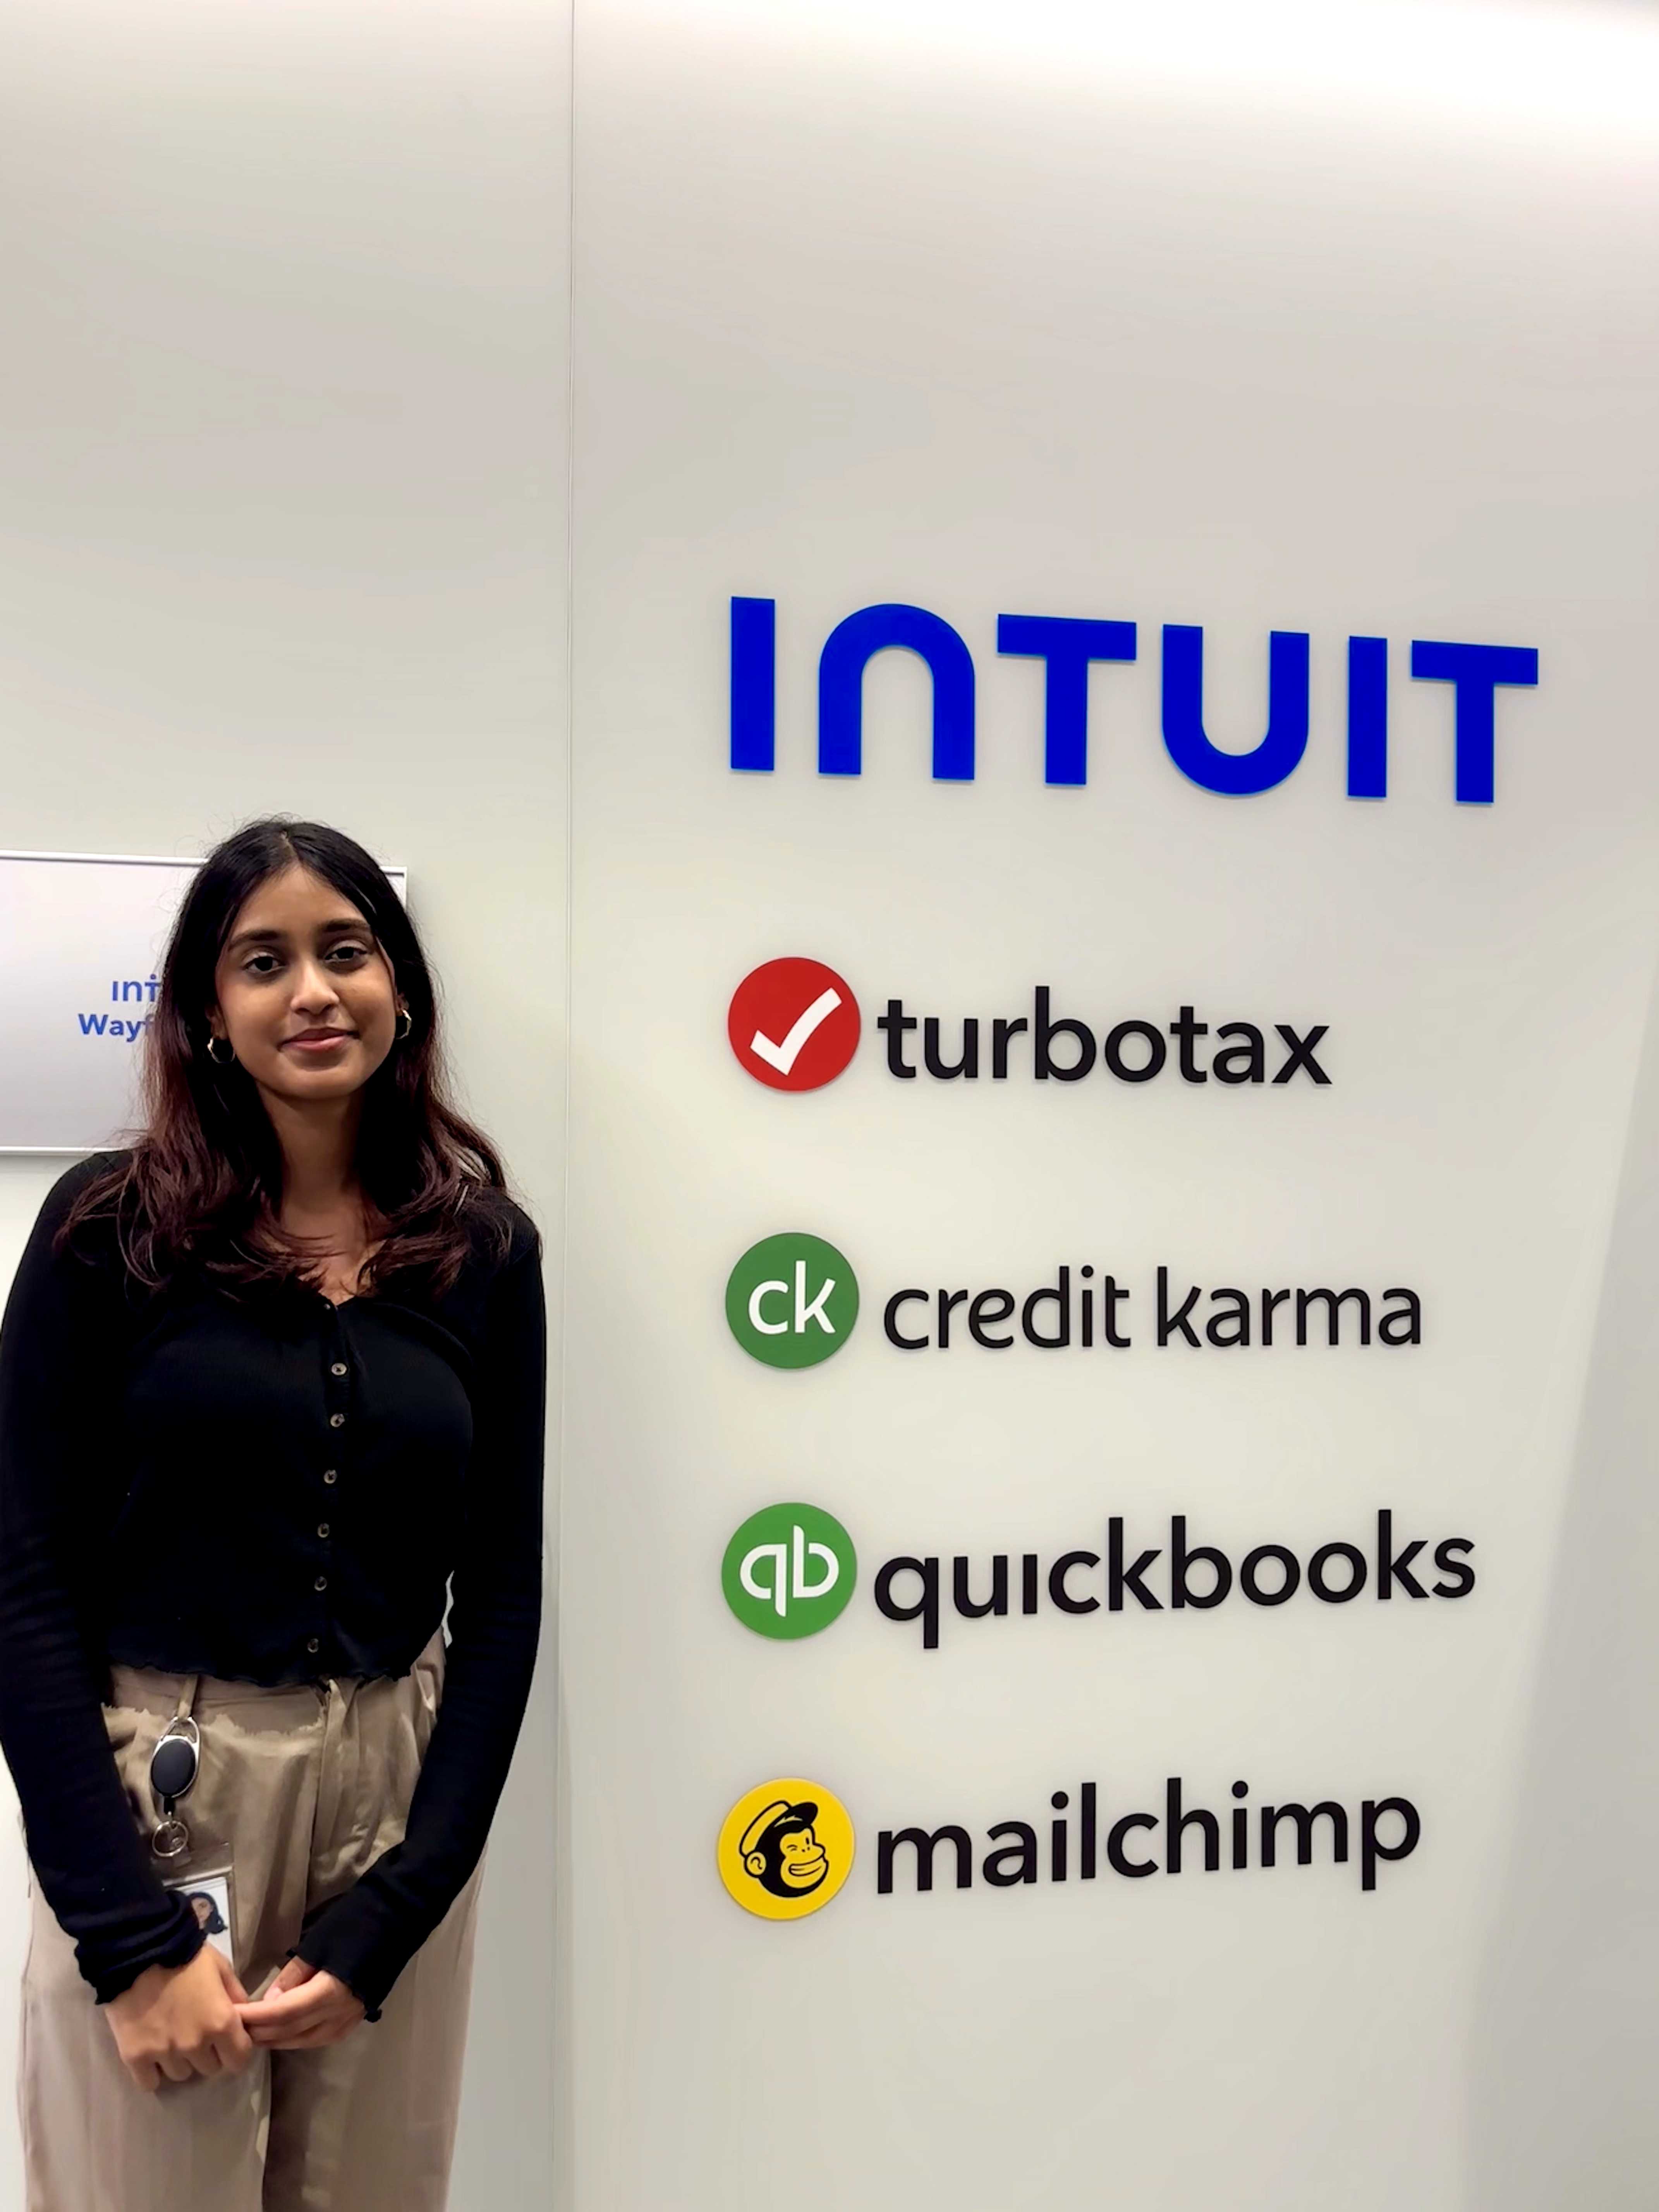 INTUIT
turbotax
ck credit karma
qb quickbooks
mailchimp